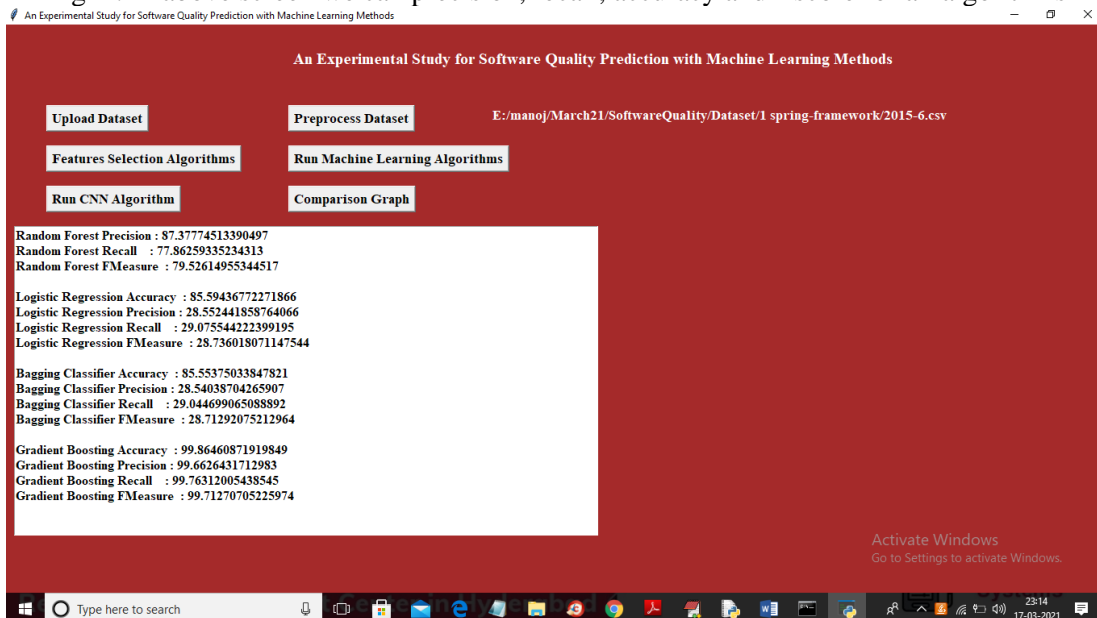 An Experimental Study for Software Quality Prediction with Machine Learning Methods
An Experimental Study for Software Quality Prediction with Machine Learning Methods
Upload Dataset Preprocess Dataset E:/manoj/March21/SoftwareQuality/Dataset/1 spring-framework/2015-6.csv
Features Selection Algorithms Run Machine Learning Algorithms
Run CNN Algorithm Comparison Graph
Random Forest Precision : 87.37774513390497
Random Forest Recall : 77.86259335234313
Random Forest FMeasure : 79.52614955344517
Logistic Regression Accuracy : 85.59436772271866
Logistic Regression Precision : 28.552441858764066
Logistic Regression Recall : 29.075544222399195
Logistic Regression FMeasure : 28.736018071147544
Bagging Classifier Accuracy : 85.55375033847821
Bagging Classifier Precision : 28.54038704265907
Bagging Classifier Recall : 29.044699065088892
Bagging Classifier FMeasure : 28.71292075212964
Gradient Boosting Accuracy : 99.86460871919849
Gradient Boosting Precision : 99.6626431712983
Gradient Boosting Recall : 99.76312005438545
Gradient Boosting FMeasure : 99.71270705225974
Activate Windows
Go to Settings to activate Windows.
Type here to search
23:14
17-03-2021